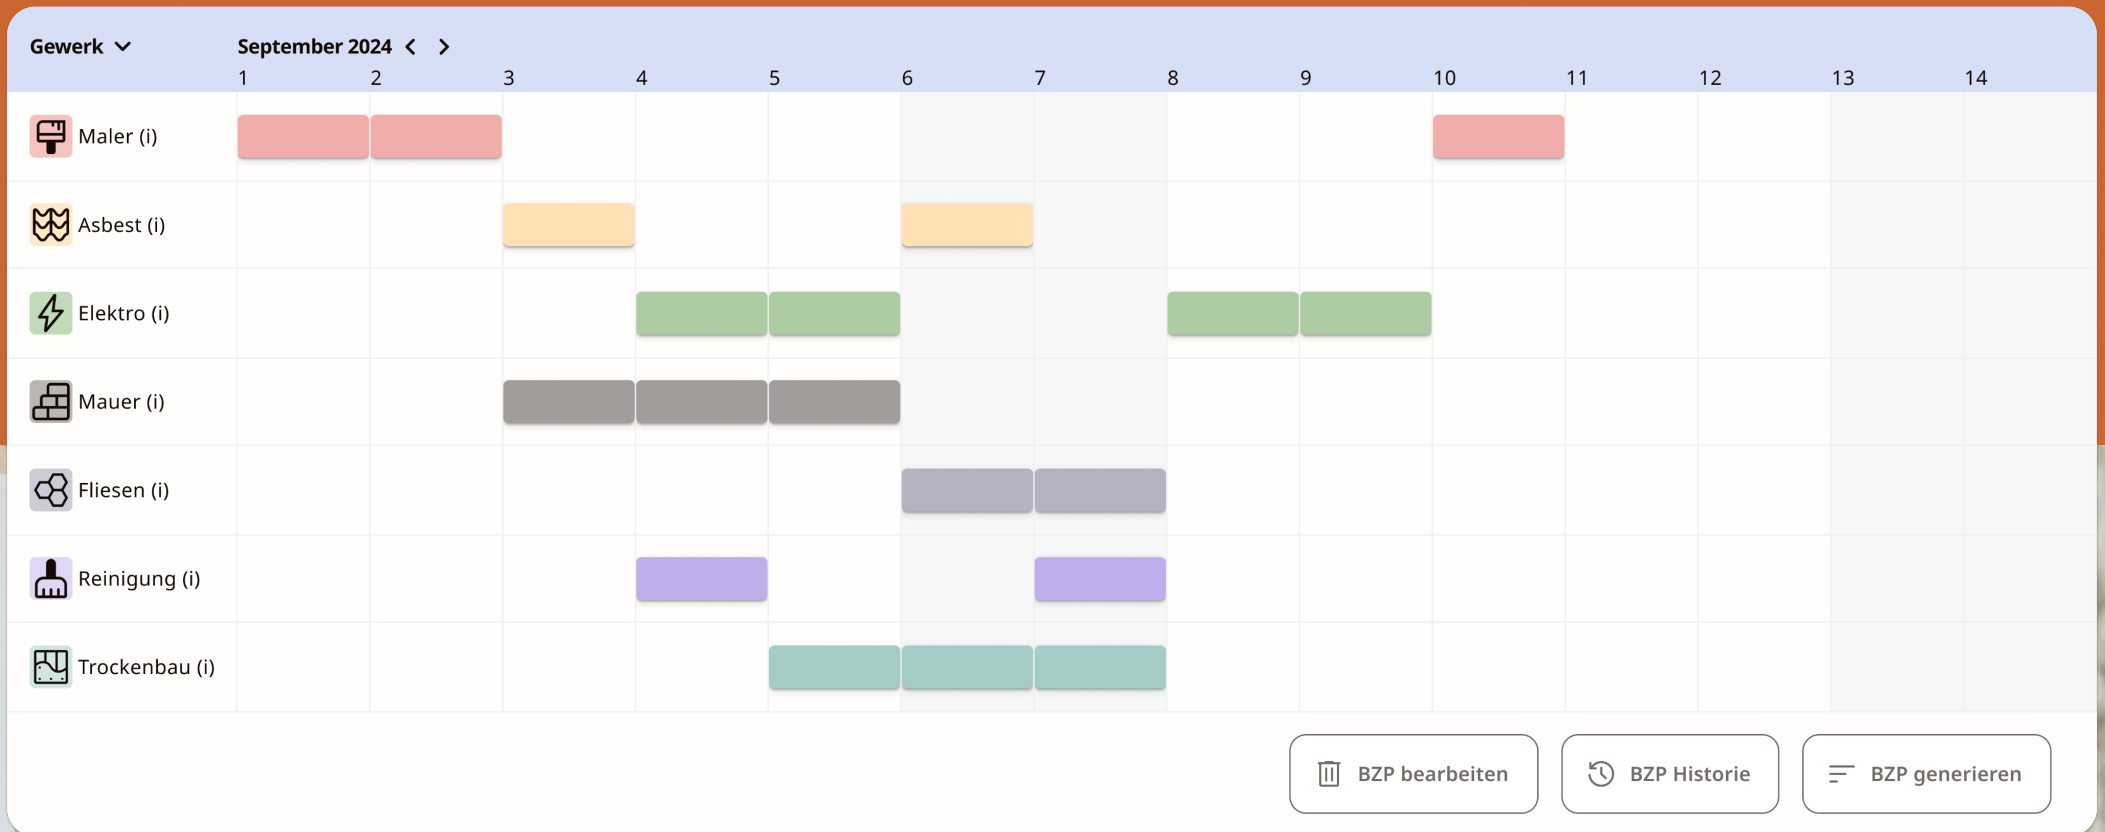 Gewerk September 2024
1 2 3 4 5 6 7 8 9 10 11 12 13 14
Maler (i)
Asbest (i)
Elektro (i)
Mauer (i)
Fliesen (i)
Reinigung (i)
Trockenbau (i)
BZP bearbeiten BZP Historie BZP generieren